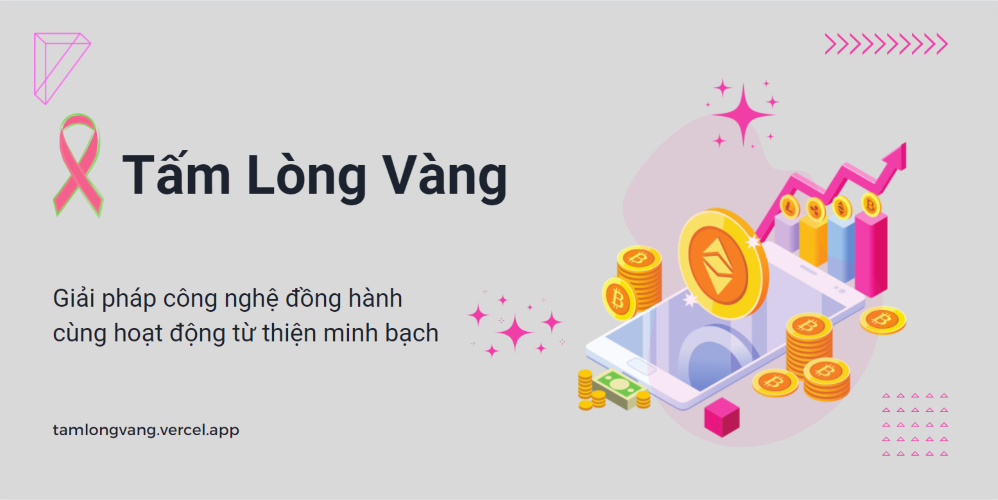 Tấm Lòng Vàng
Giải pháp công nghệ đồng hành
cùng hoạt động từ thiện minh bạch
tamlongvang.vercel.app